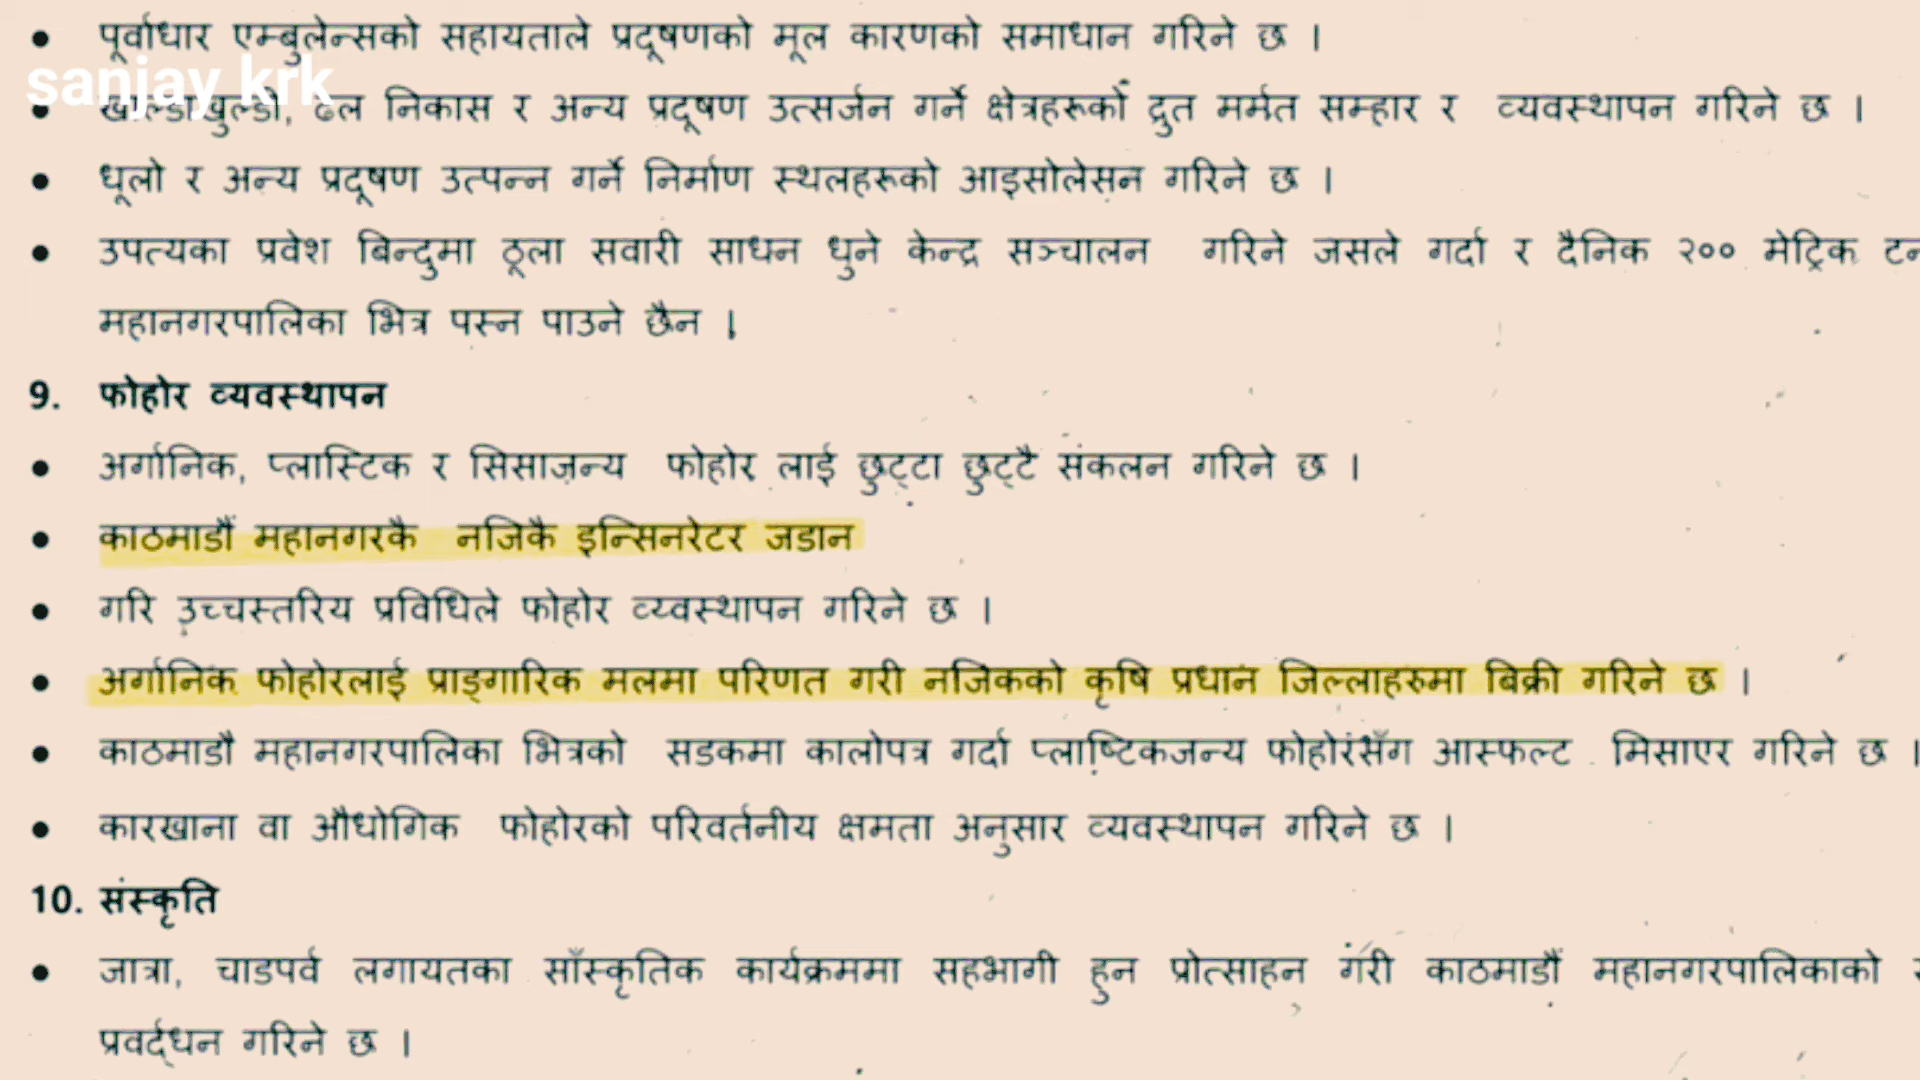 पूर्वाधार एम्बुलेन्सको सहायताले प्रदूषणको मूल कारणको समाधान गरिने छ ।
sanjay krk
खाल्डाखुल्डी, ढल निकास र अन्य प्रदूषण उत्सर्जन गर्ने क्षेत्रहरूको द्रुत मर्मत सम्हार र व्यवस्थापन गरिने छ ।
धूलो र अन्य प्रदूषण उत्पन्न गर्ने निर्माण स्थलहरूको आइसोलेसन गरिने छ ।
उपत्यका प्रवेश बिन्दुमा ठूला सवारी साधन धुने केन्द्र सञ्चालन गरिने जसले गर्दा र दैनिक २०० मेट्रिक टन
महानगरपालिका भित्र पस्न पाउने छैन ।
9. फोहोर व्यवस्थापन
अर्गानिक, प्लास्टिक र सिसाजन्य फोहोर लाई छुट्टा छुट्टै संकलन गरिने छ ।
काठमाडौं महानगरकै नजिकै इन्सिनरेटर जडान
गरि उच्चस्तरिय प्रविधिले फोहोर व्य्वस्थापन गरिने छ ।
अर्गानिक फोहोरलाई प्राङ्गारिक मलमा परिणत गरी नजिकको कृषि प्रधान जिल्लाहरुमा बिक्री गरिने छ ।
काठमाडौ महानगरपालिका भित्रको सडकमा कालोपत्र गर्दा प्लाष्टिकजन्य फोहोरसँग आस्फल्ट मिसाएर गरिने छ ।
कारखाना वा औधोगिक फोहोरको परिवर्तनीय क्षमता अनुसार व्यवस्थापन गरिने छ ।
10. संस्कृति
जात्रा, चाडपर्व लगायतका साँस्कृतिक कार्यक्रममा सहभागी हुन प्रोत्साहन गरी काठमाडौं महानगरपालिकाको
प्रवर्द्धन गरिने छ ।